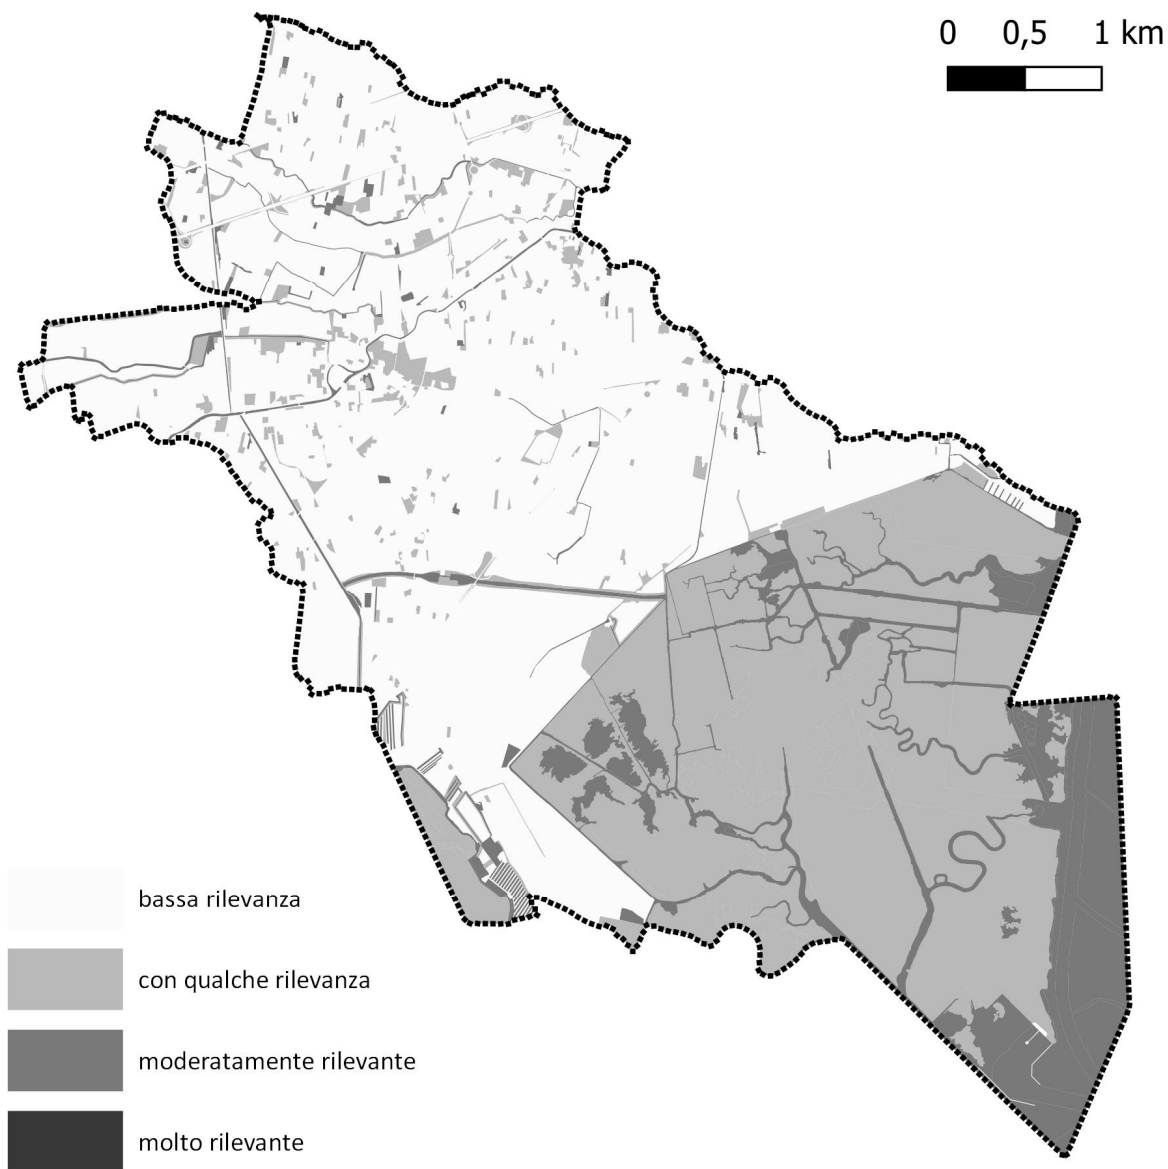 0 0,5 1 km
bassa rilevanza
con qualche rilevanza
moderatamente rilevante
molto rilevante